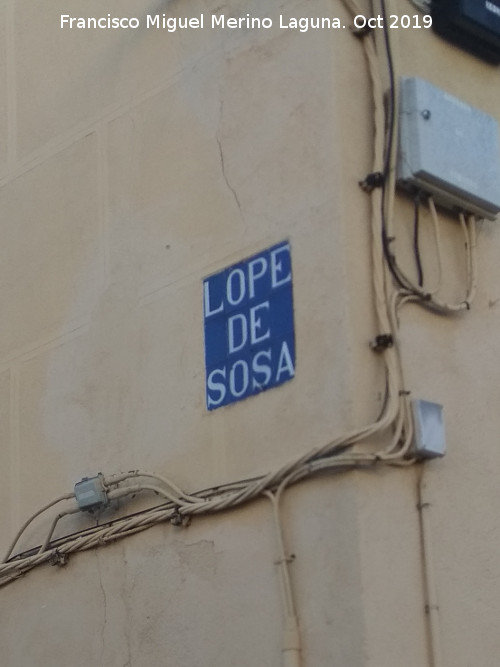 Francisco Miguel Merino Laguna. Oct 2019
LOPE
DE
SOSA